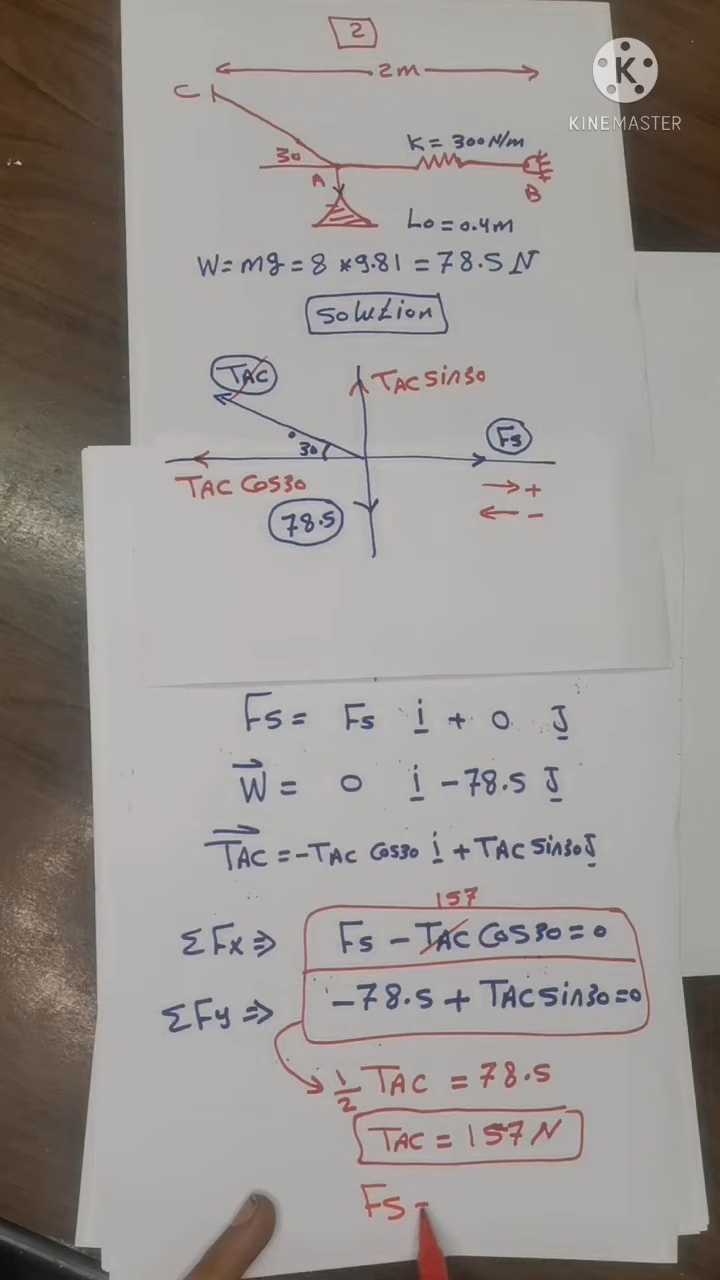 2
K
KINEMASTER
C
2m
30
A
K = 300N/m
B
Lo = 0.4m
W = mg = 8 * 9.81 = 78.5 N
Solution
TAC
TAC sin30
30
Fs
TAC Cos30
→ +
← -
78.5
Fs = Fs i + 0 J
W = 0 i - 78.5 J
TAC = -TAC Cos30 i + TAC Sin30 J
157
ΣFx ⇒ Fs - TAC Cos30 = 0
ΣFy ⇒ -78.5 + TAC sin30 = 0
1/2 TAC = 78.5
TAC = 157 N
Fs =